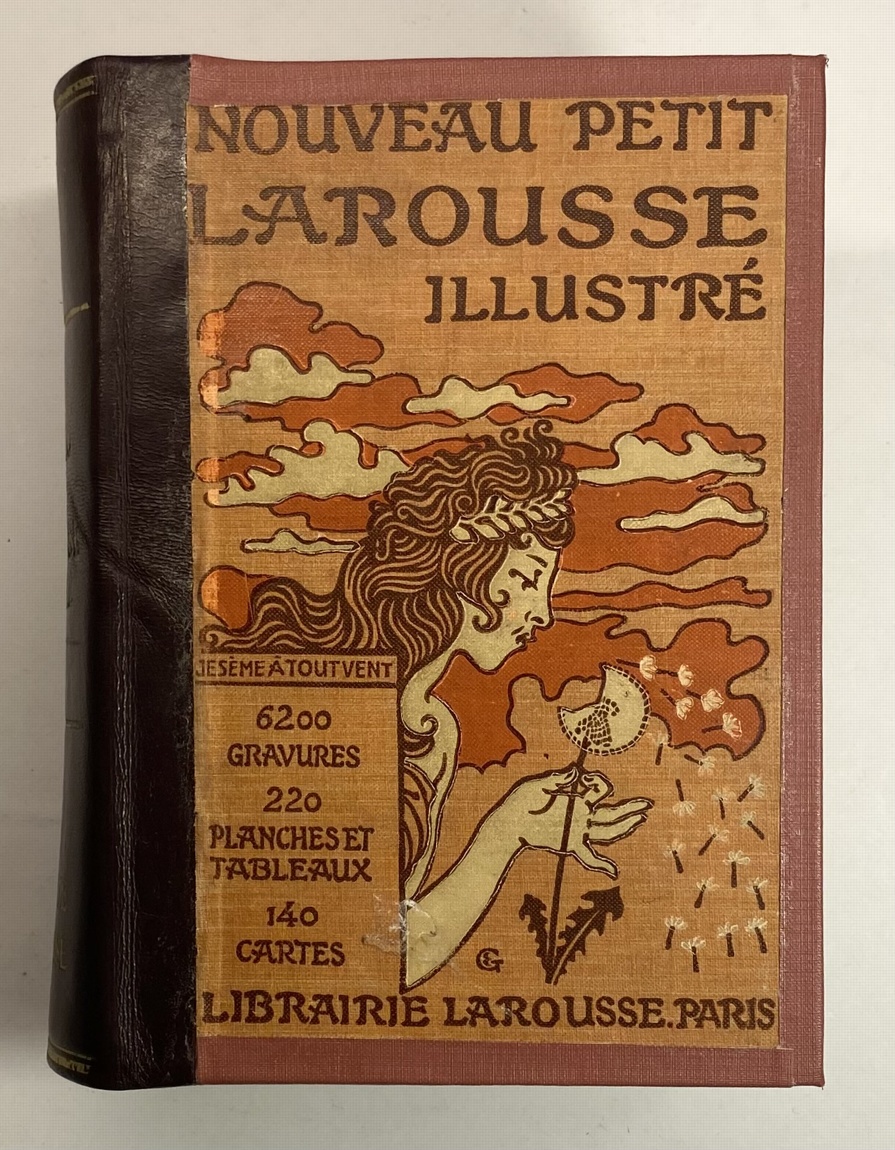 NOUVEAU PETIT
LAROUSSE
ILLUSTRÉ
JE SÈME À TOUT VENT
6200
GRAVURES
220
PLANCHES ET
TABLEAUX
140
CARTES
EG
LIBRAIRIE LAROUSSE. PARIS